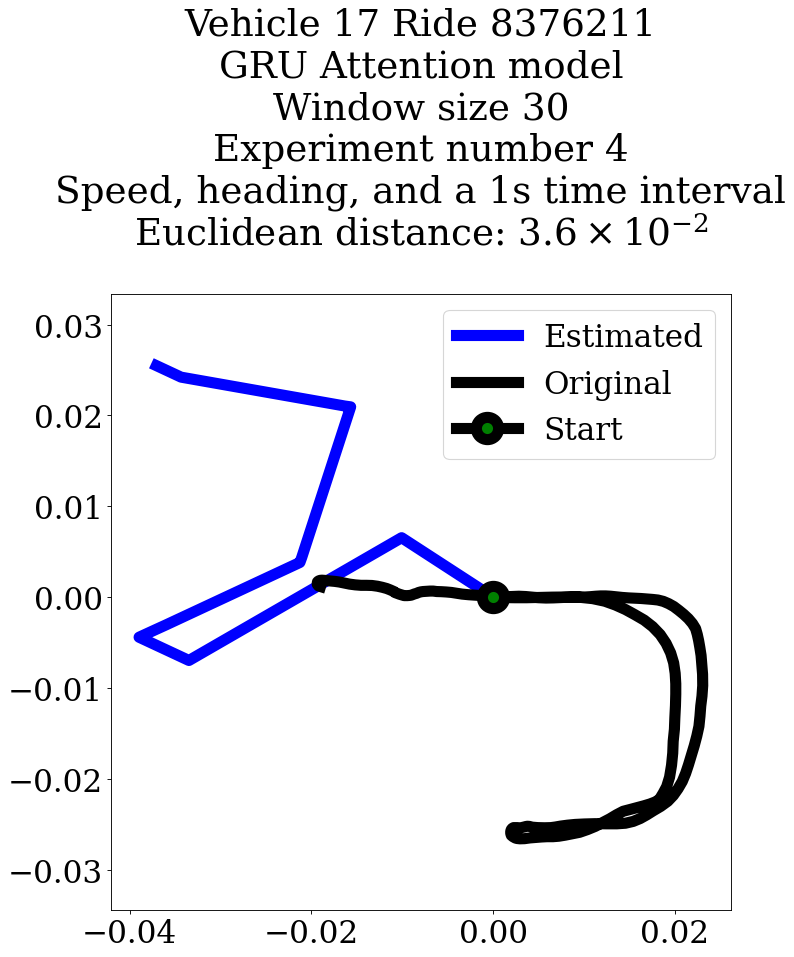 Vehicle 17 Ride 8376211
GRU Attention model
Window size 30
Experiment number 4
Speed, heading, and a 1s time interval
Euclidean distance: 3.6 × 10⁻²
Estimated
Original
Start
0.03
0.02
0.01
0.00
−0.01
−0.02
−0.03
−0.04
−0.02
0.00
0.02